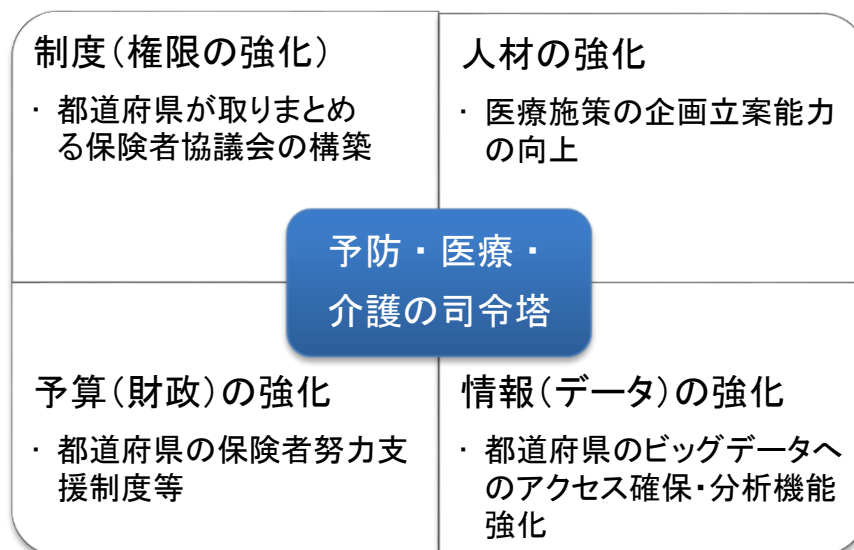 制度（権限の強化）
・ 都道府県が取りまとめ
る保険者協議会の構築
人材の強化
・ 医療施策の企画立案能力
の向上
予防・医療・
介護の司令塔
予算（財政）の強化
・ 都道府県の保険者努力支
援制度等
情報（データ）の強化
・ 都道府県のビッグデータへ
のアクセス確保・分析機能
強化